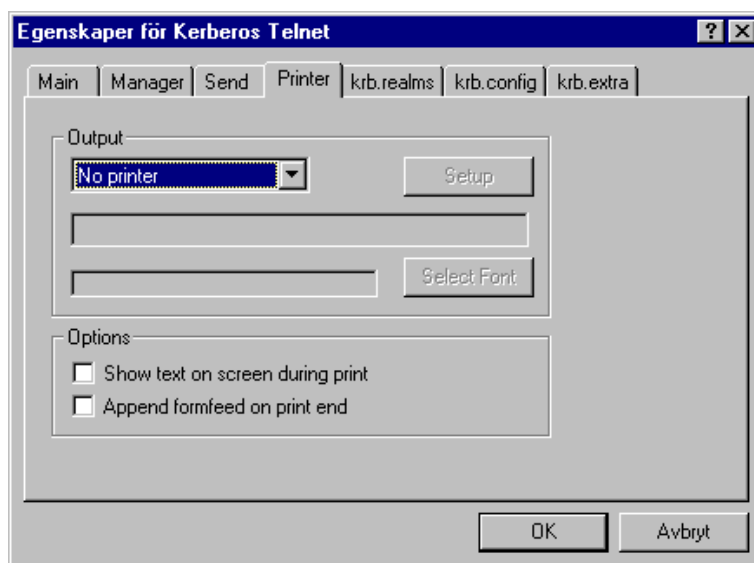 Egenskaper för Kerberos Telnet
Main Manager Send Printer krb.realms krb.config krb.extra
Output
No printer Setup
Select Font
Options
Show text on screen during print
Append formfeed on print end
OK Avbryt